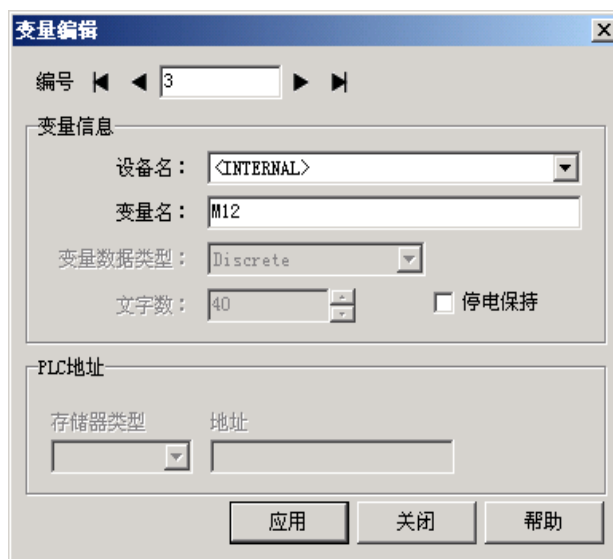 变量编辑
编号 3
变量信息
设备名： <INTERNAL>
变量名： M12
变量数据类型： Discrete
文字数： 40 停电保持
PLC地址
存储器类型 地址
应用 关闭 帮助